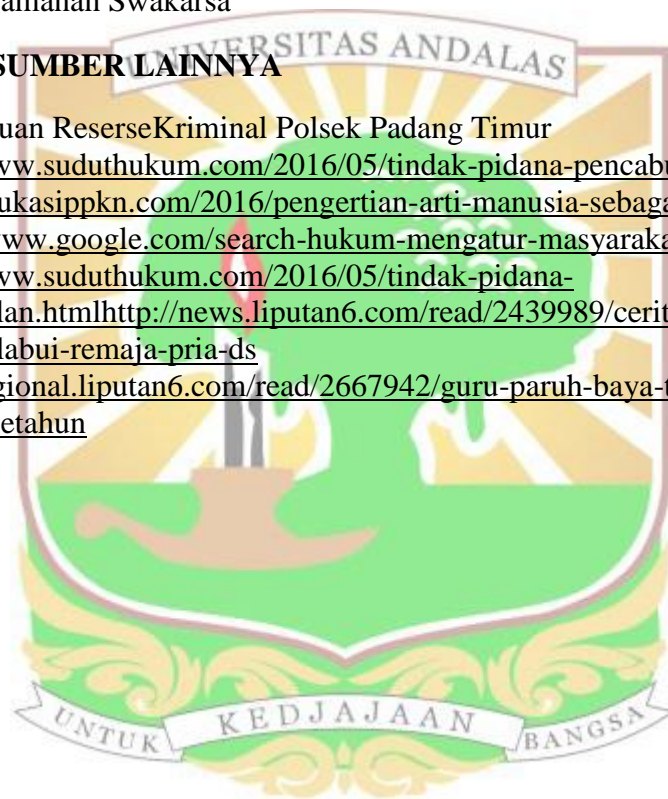 amanan Swakarsa
UNIVERSITAS ANDALAS
SUMBER LAINNYA
uan ReserseKriminal Polsek Padang Timur
ww.suduthukum.com/2016/05/tindak-pidana-pencabu
ukasippkn.com/2016/pengertian-arti-manusia-sebaga
www.google.com/search-hukum-mengatur-masyaraka
ww.suduthukum.com/2016/05/tindak-pidana-
lan.htmlhttp://news.liputan6.com/read/2439989/cerit
labui-remaja-pria-ds
gional.liputan6.com/read/2667942/guru-paruh-baya-t
etahun
UNTUK KEDJAJAAN BANGSA